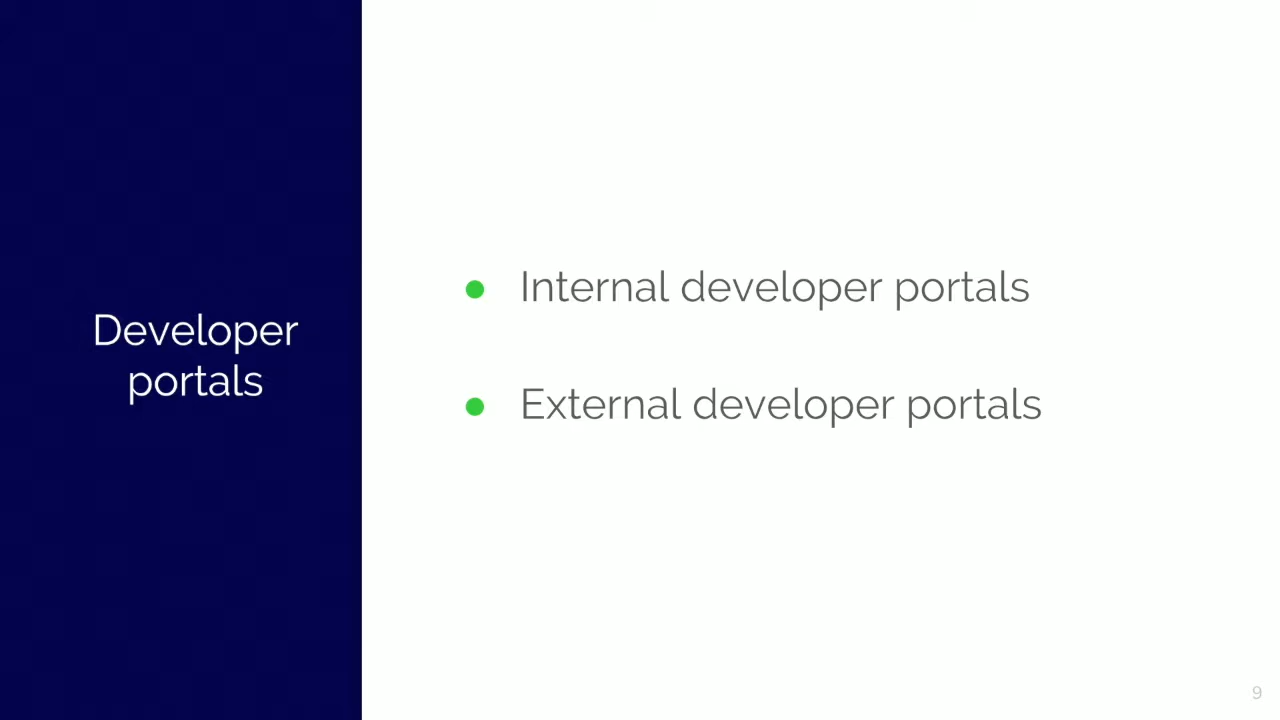 Developer
portals
Internal developer portals
External developer portals
9